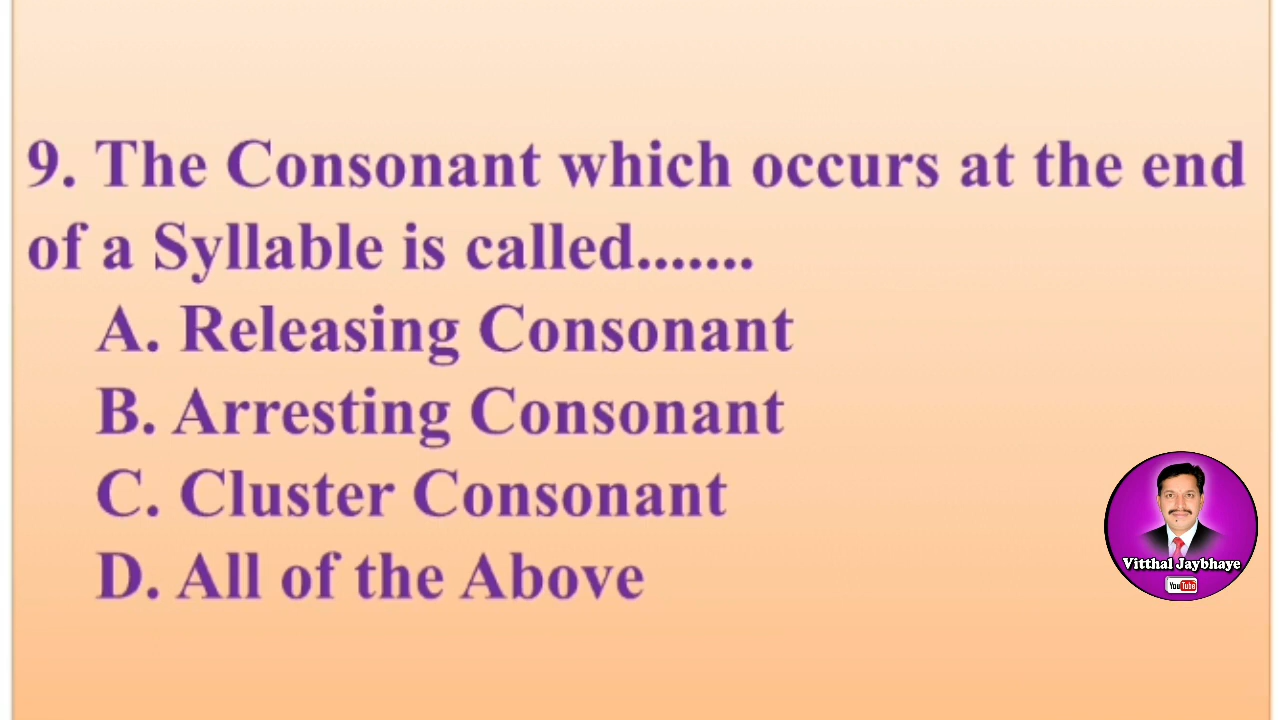 9. The Consonant which occurs at the end
of a Syllable is called.......
A. Releasing Consonant
B. Arresting Consonant
C. Cluster Consonant
D. All of the Above
Vitthal Jaybhaye
YouTube